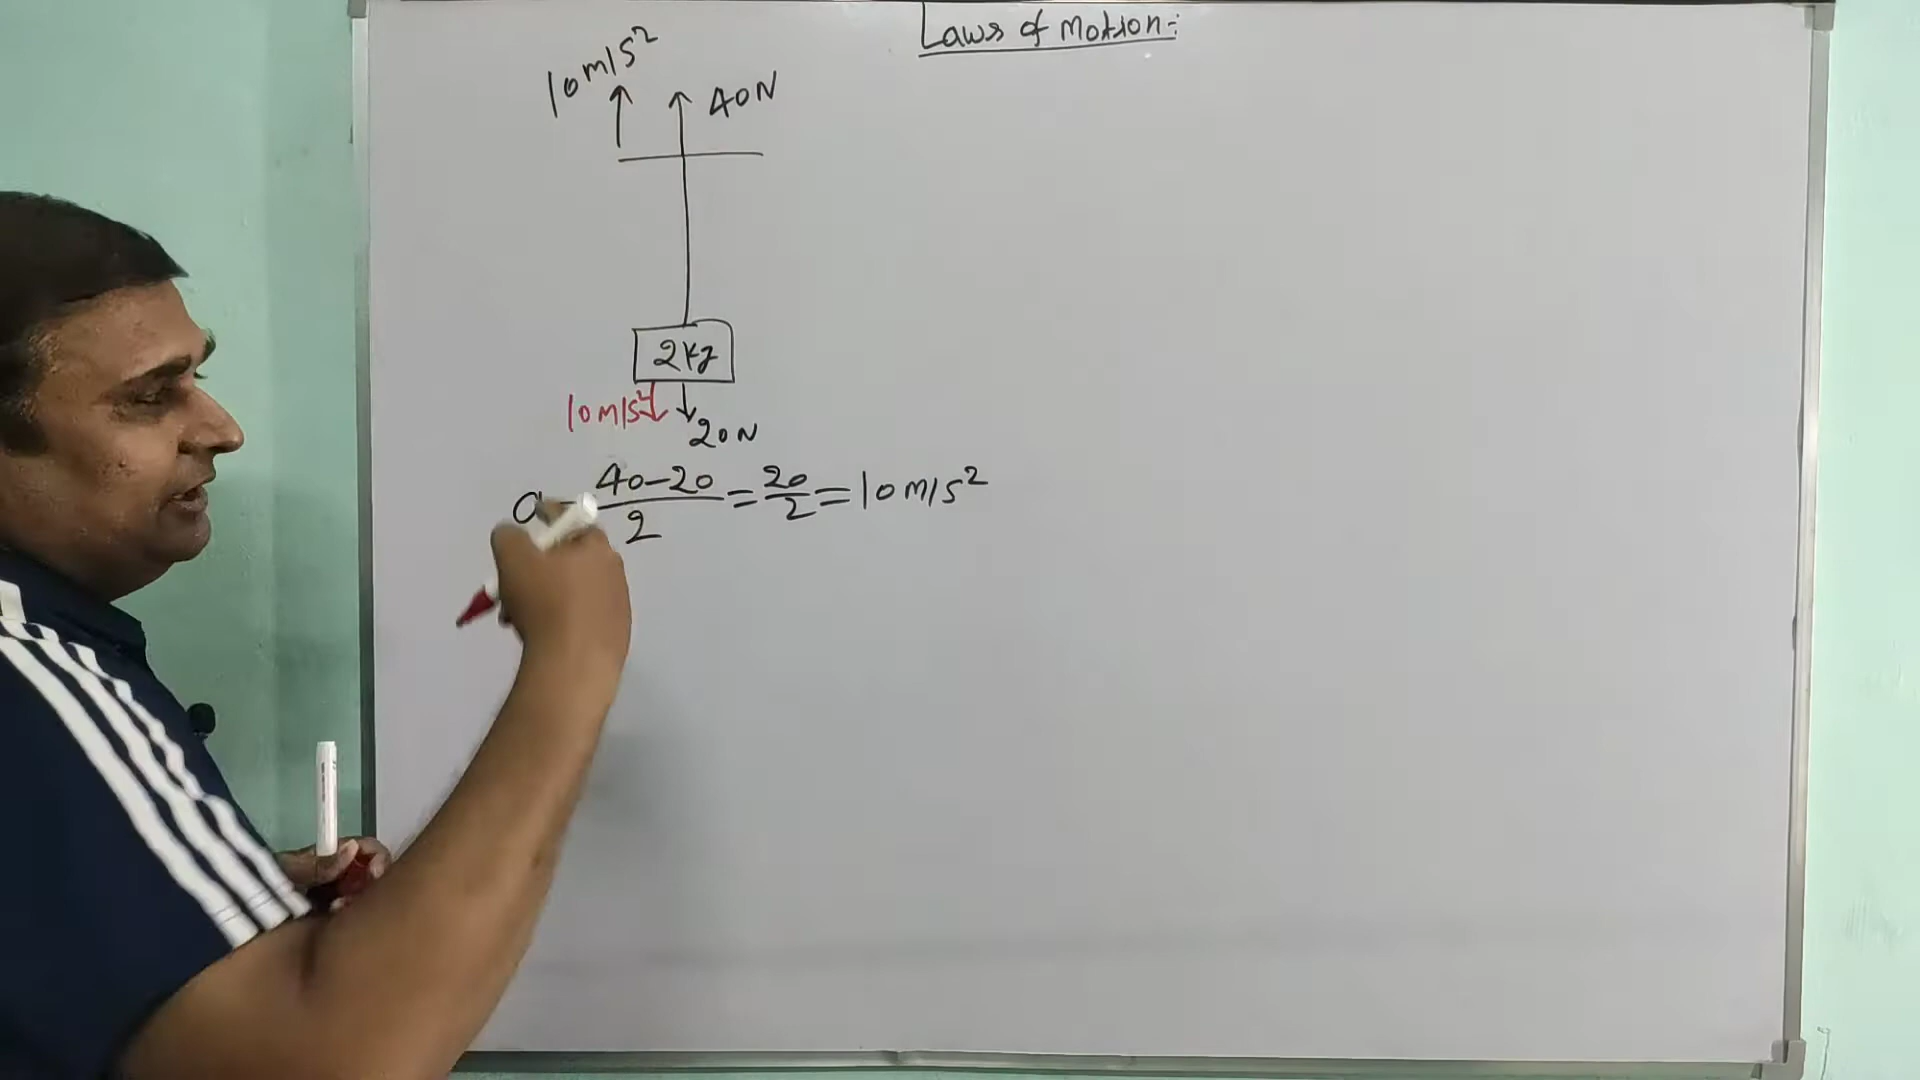 Laws of Motion:-
10 m/s²
40N
2kg
10 m/s²
20N
a = 40-20/2 = 20/2 = 10 m/s²